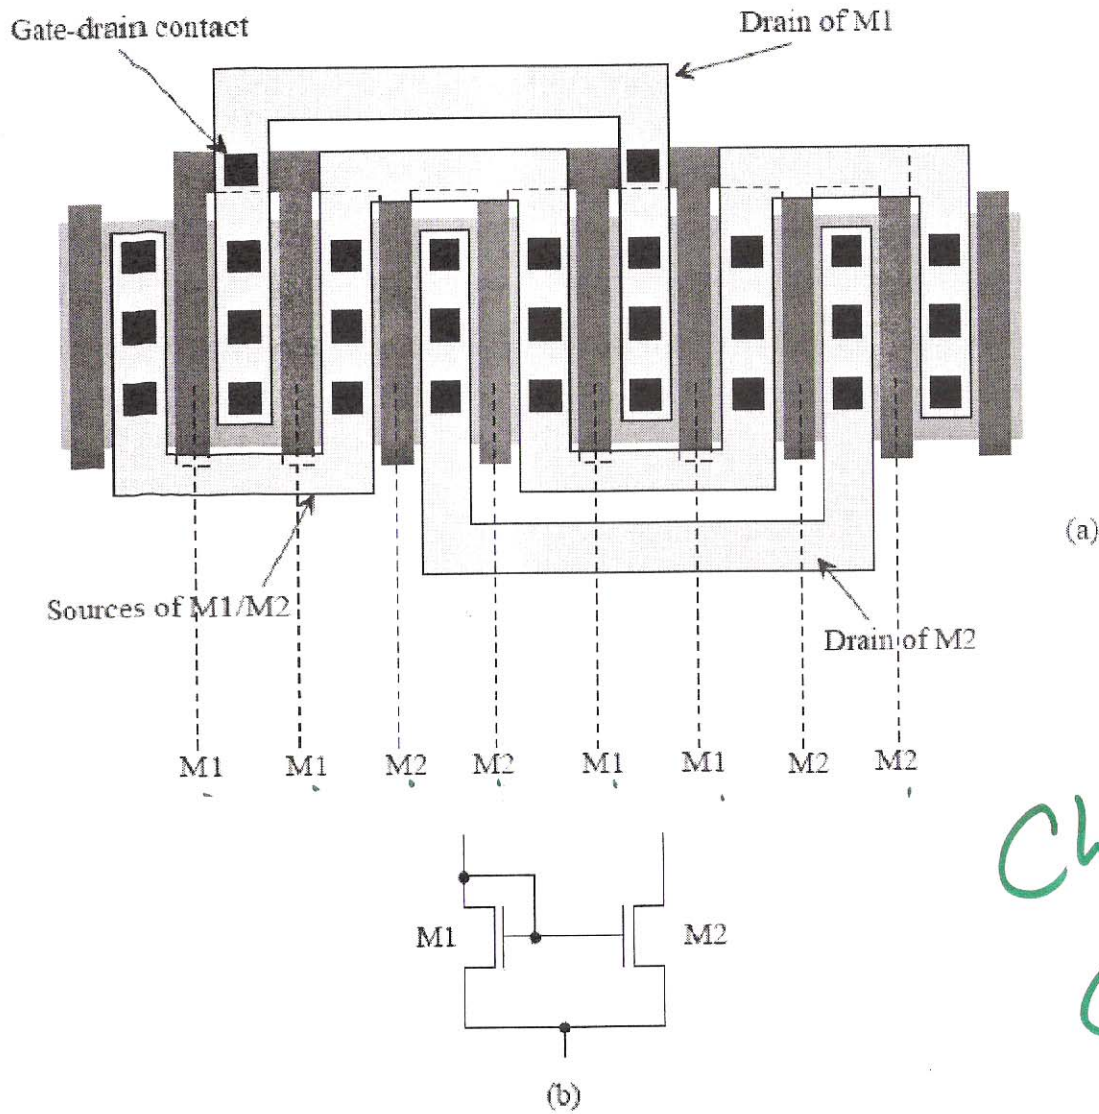 Gate-drain contact
Drain of M1
(a)
Sources of M1/M2
Drain of M2
M1 M1 M2 M2 M1 M1 M2 M2
M1
M2
(b)